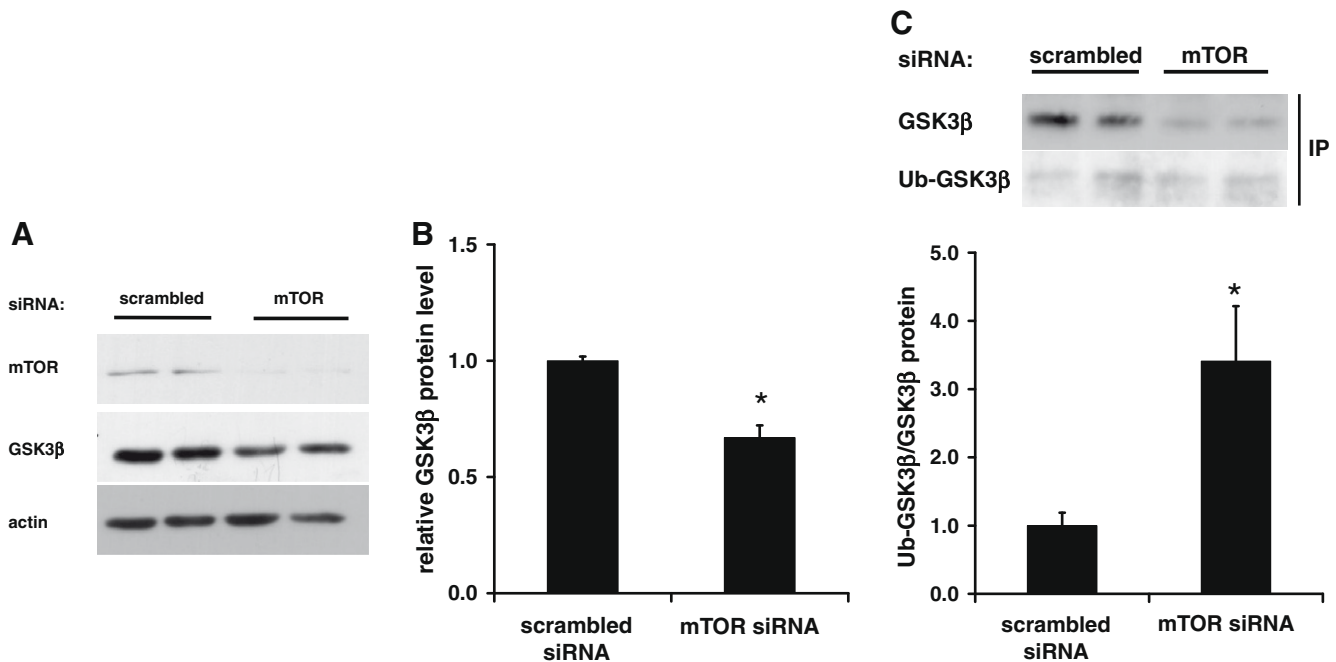 A
siRNA: scrambled mTOR
mTOR
GSK3β
actin
B
relative GSK3β protein level
1.5
1.0
0.5
0.0
*
scrambled
siRNA
mTOR siRNA
C
siRNA: scrambled mTOR
GSK3β
Ub-GSK3β
IP
Ub-GSK3β/GSK3β protein
5.0
4.0
3.0
2.0
1.0
0.0
*
scrambled
siRNA
mTOR siRNA